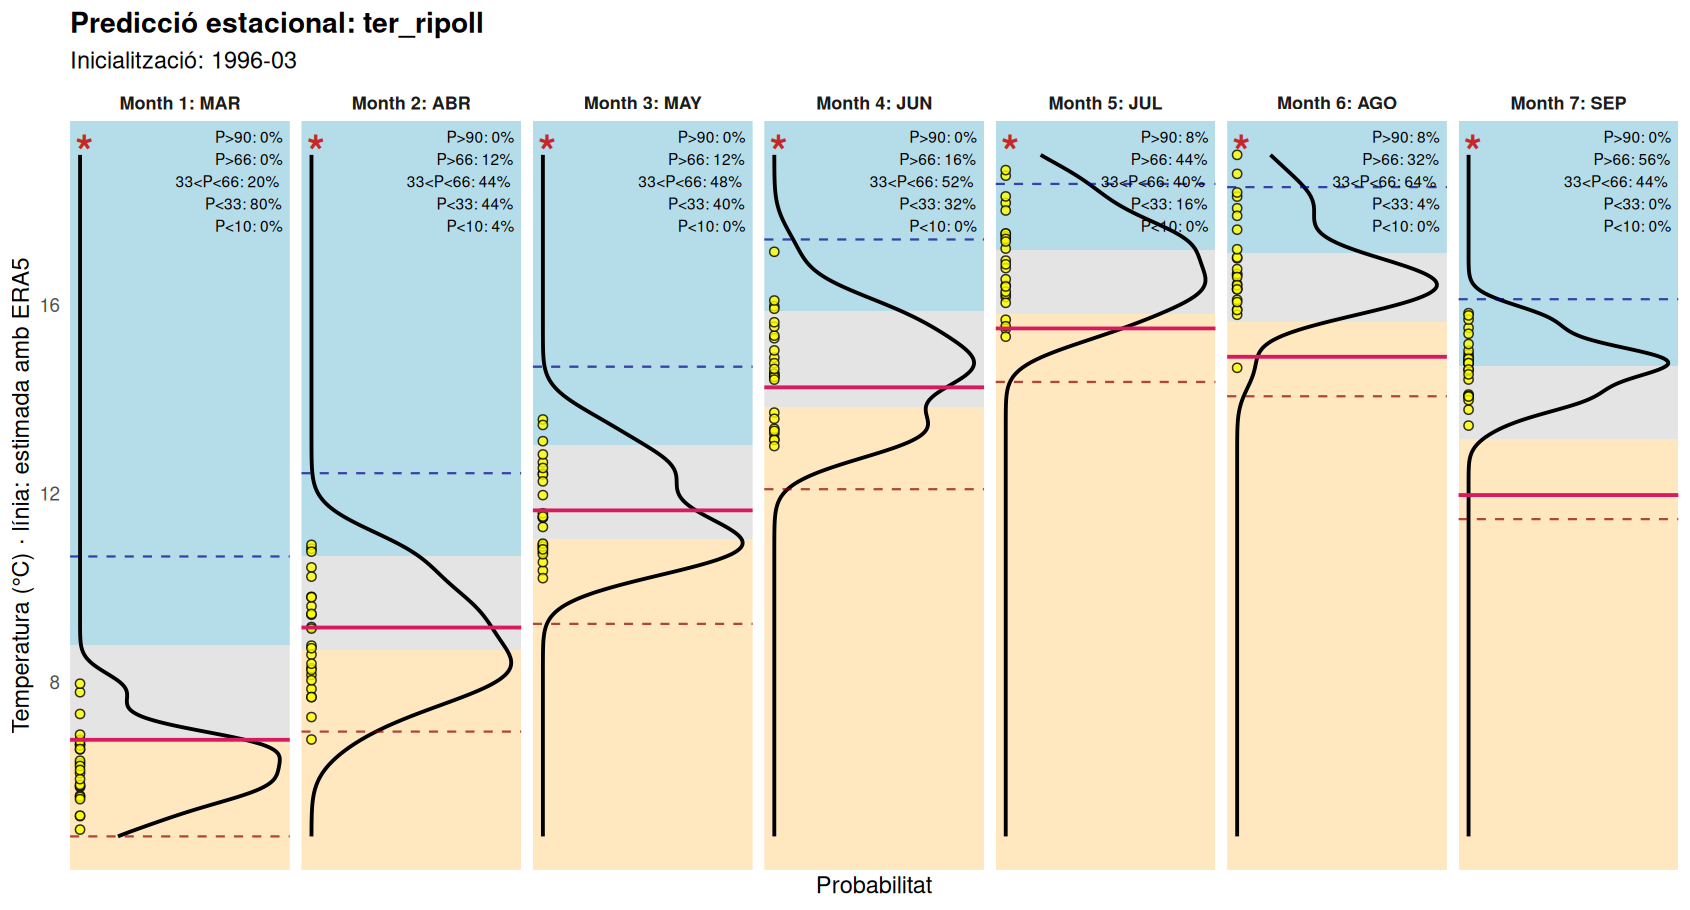 Predicció estacional: ter_ripoll
Inicialització: 1996-03
Month 1: MAR
Month 2: ABR
Month 3: MAY
Month 4: JUN
Month 5: JUL
Month 6: AGO
Month 7: SEP
*
P>90: 0%
P>66: 0%
33<P<66: 20%
P<33: 80%
P<10: 0%
*
P>90: 0%
P>66: 12%
33<P<66: 44%
P<33: 44%
P<10: 4%
*
P>90: 0%
P>66: 12%
33<P<66: 48%
P<33: 40%
P<10: 0%
*
P>90: 0%
P>66: 16%
33<P<66: 52%
P<33: 32%
P<10: 0%
*
P>90: 8%
P>66: 44%
33<P<66: 40%
P<33: 16%
P<10: 0%
*
P>90: 8%
P>66: 32%
33<P<66: 64%
P<33: 4%
P<10: 0%
*
P>90: 0%
P>66: 56%
33<P<66: 44%
P<33: 0%
P<10: 0%
Temperatura (°C) · línia: estimada amb ERA5
16
12
8
Probabilitat